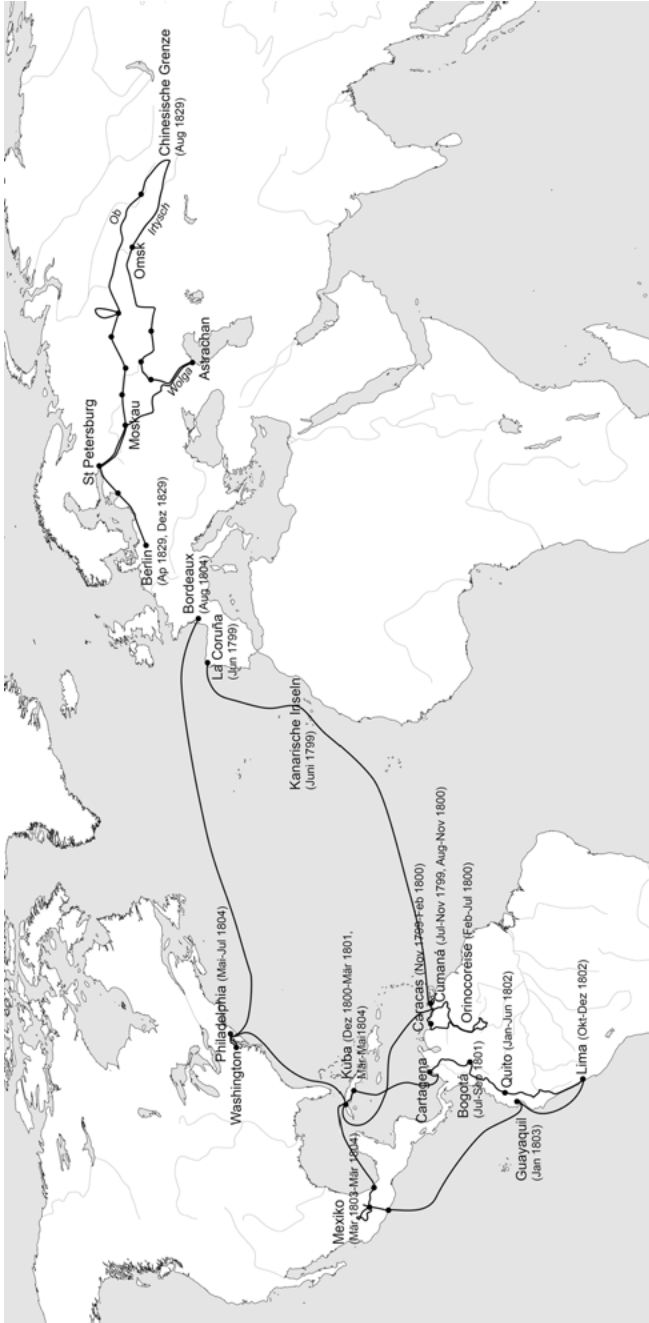 Chinesische Grenze
(Aug 1829)
Ob
Irtysch
Omsk
Wolga
Astrachan
St Petersburg
Moskau
Berlin
(Ap 1829, Dez 1829)
Bordeaux
(Aug 1804)
La Coruña
(Jun 1799)
Kanarische Inseln
(Juni 1799)
Philadelphia (Mai-Jul 1804)
Washington
Kuba (Dez 1800-Mär 1801,
Mär-Mai1804)
Caracas (Nov 1799-Feb 1800)
Cumaná (Jul-Nov 1799, Aug-Nov 1800)
Orinocoreise (Feb-Jul 1800)
Cartagena
Bogotá
(Jul-Sep 1801)
Quito (Jan-Jun 1802)
Guayaquil
(Jan 1803)
Lima (Okt-Dez 1802)
Mexiko
(Mär 1803-Mär 1804)